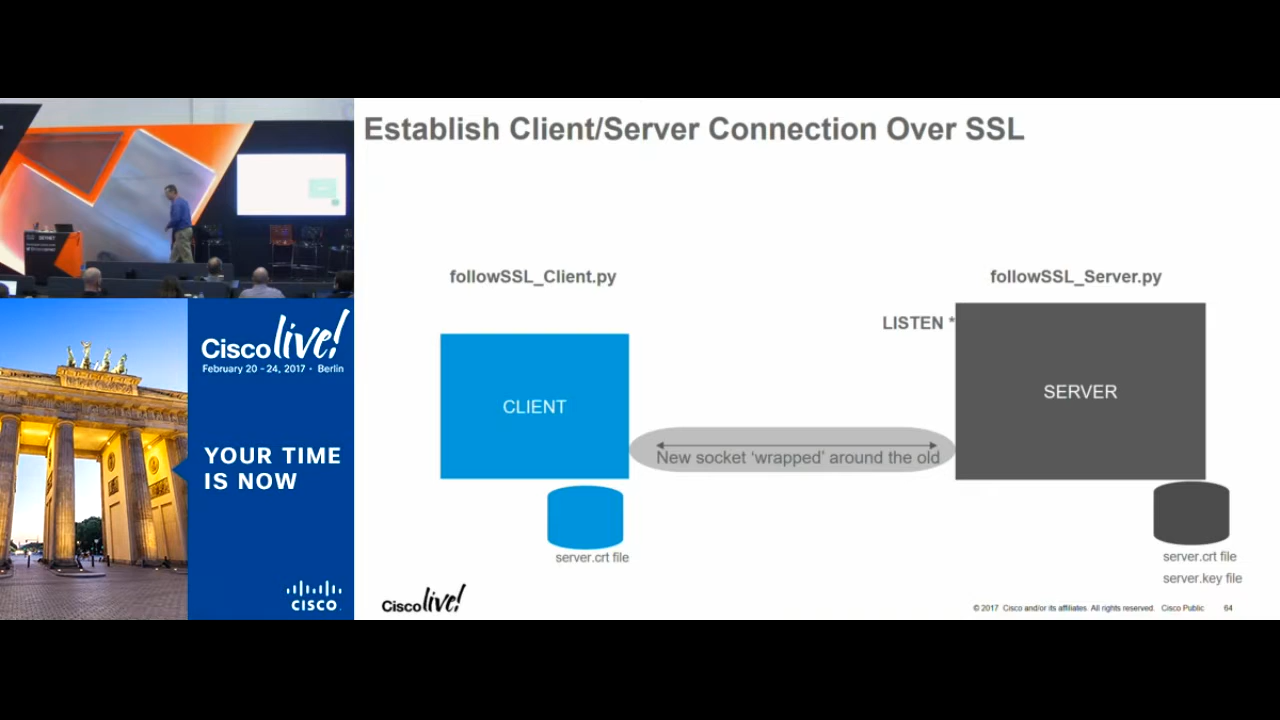 Establish Client/Server Connection Over SSL
followSSL_Client.py
followSSL_Server.py
LISTEN *
CLIENT
SERVER
New socket ‘wrapped’ around the old
server.crt file
server.crt file
server.key file
Cisco live!
© 2017 Cisco and/or its affiliates. All rights reserved. Cisco Public 64
Cisco live!
February 20 - 24, 2017 · Berlin
YOUR TIME
IS NOW
CISCO.